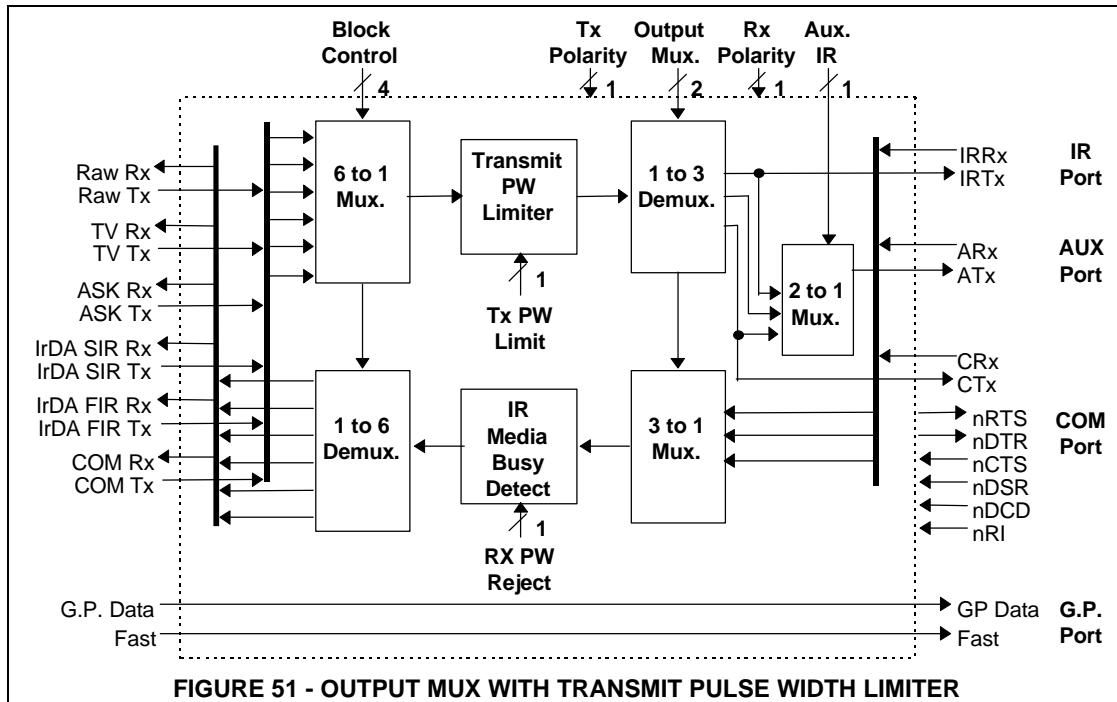 Block
Control
4
Tx
Polarity
1
Output
Mux.
2
Rx
Polarity
1
Aux.
IR
1
Raw Rx
Raw Tx
TV Rx
TV Tx
ASK Rx
ASK Tx
IrDA SIR Rx
IrDA SIR Tx
IrDA FIR Rx
IrDA FIR Tx
COM Rx
COM Tx
6 to 1
Mux.
Transmit
PW
Limiter
1
Tx PW
Limit
1 to 3
Demux.
2 to 1
Mux.
1 to 6
Demux.
IR
Media
Busy
Detect
1
RX PW
Reject
3 to 1
Mux.
IRRx
IRTx
IR
Port
ARx
ATx
AUX
Port
CRx
CTx
nRTS
nDTR
nCTS
nDSR
nDCD
nRI
COM
Port
G.P. Data
Fast
GP Data
Fast
G.P.
Port
FIGURE 51 - OUTPUT MUX WITH TRANSMIT PULSE WIDTH LIMITER